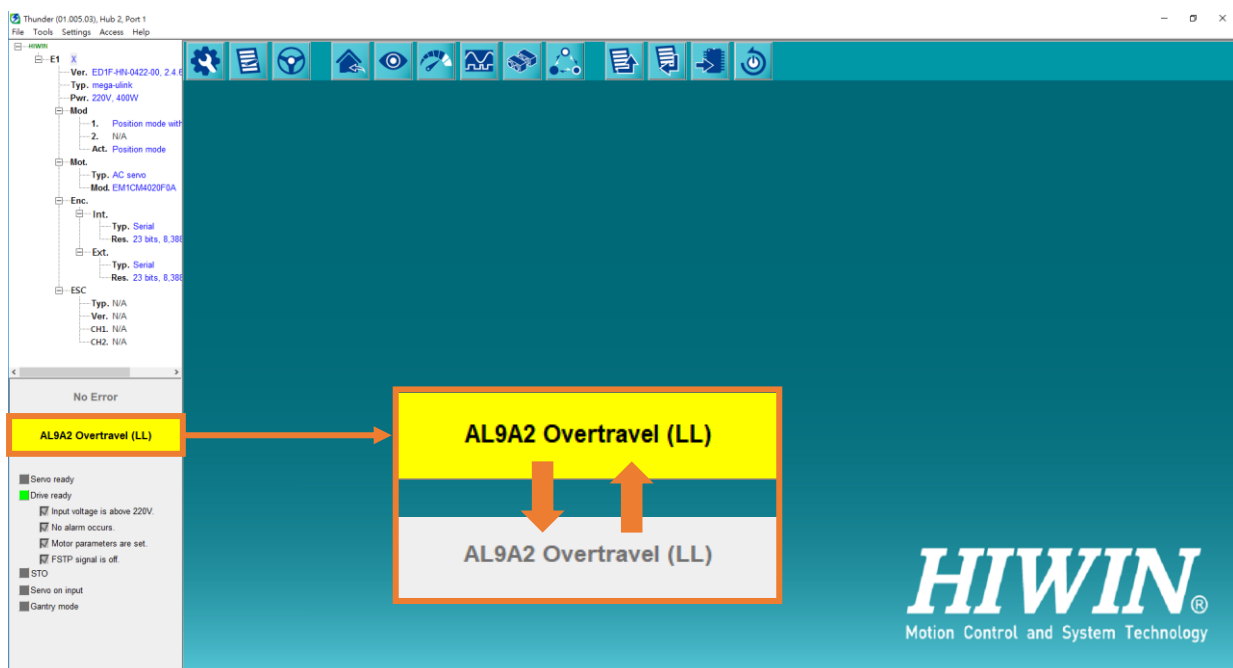 Thunder (01.005.03), Hub 2, Port 1
File Tools Settings Access Help
HIWIN
E1 X
Ver. ED1F-HN-0422-00, 2.4.6
Typ. mega-ulink
Pwr. 220V, 400W
Mod
1. Position mode with
2. N/A
Act. Position mode
Mot.
Typ. AC servo
Mod. EM1CM4020F0A
Enc.
Int.
Typ. Serial
Res. 23 bits, 8,388
Ext.
Typ. Serial
Res. 23 bits, 8,388
ESC
Typ. N/A
Ver. N/A
CH1. N/A
CH2. N/A
No Error
AL9A2 Overtravel (LL)
Servo ready
Drive ready
Input voltage is above 220V.
No alarm occurs.
Motor parameters are set.
FSTP signal is off.
STO
Servo on input
Gantry mode
AL9A2 Overtravel (LL)
AL9A2 Overtravel (LL)
HIWIN®
Motion Control and System Technology